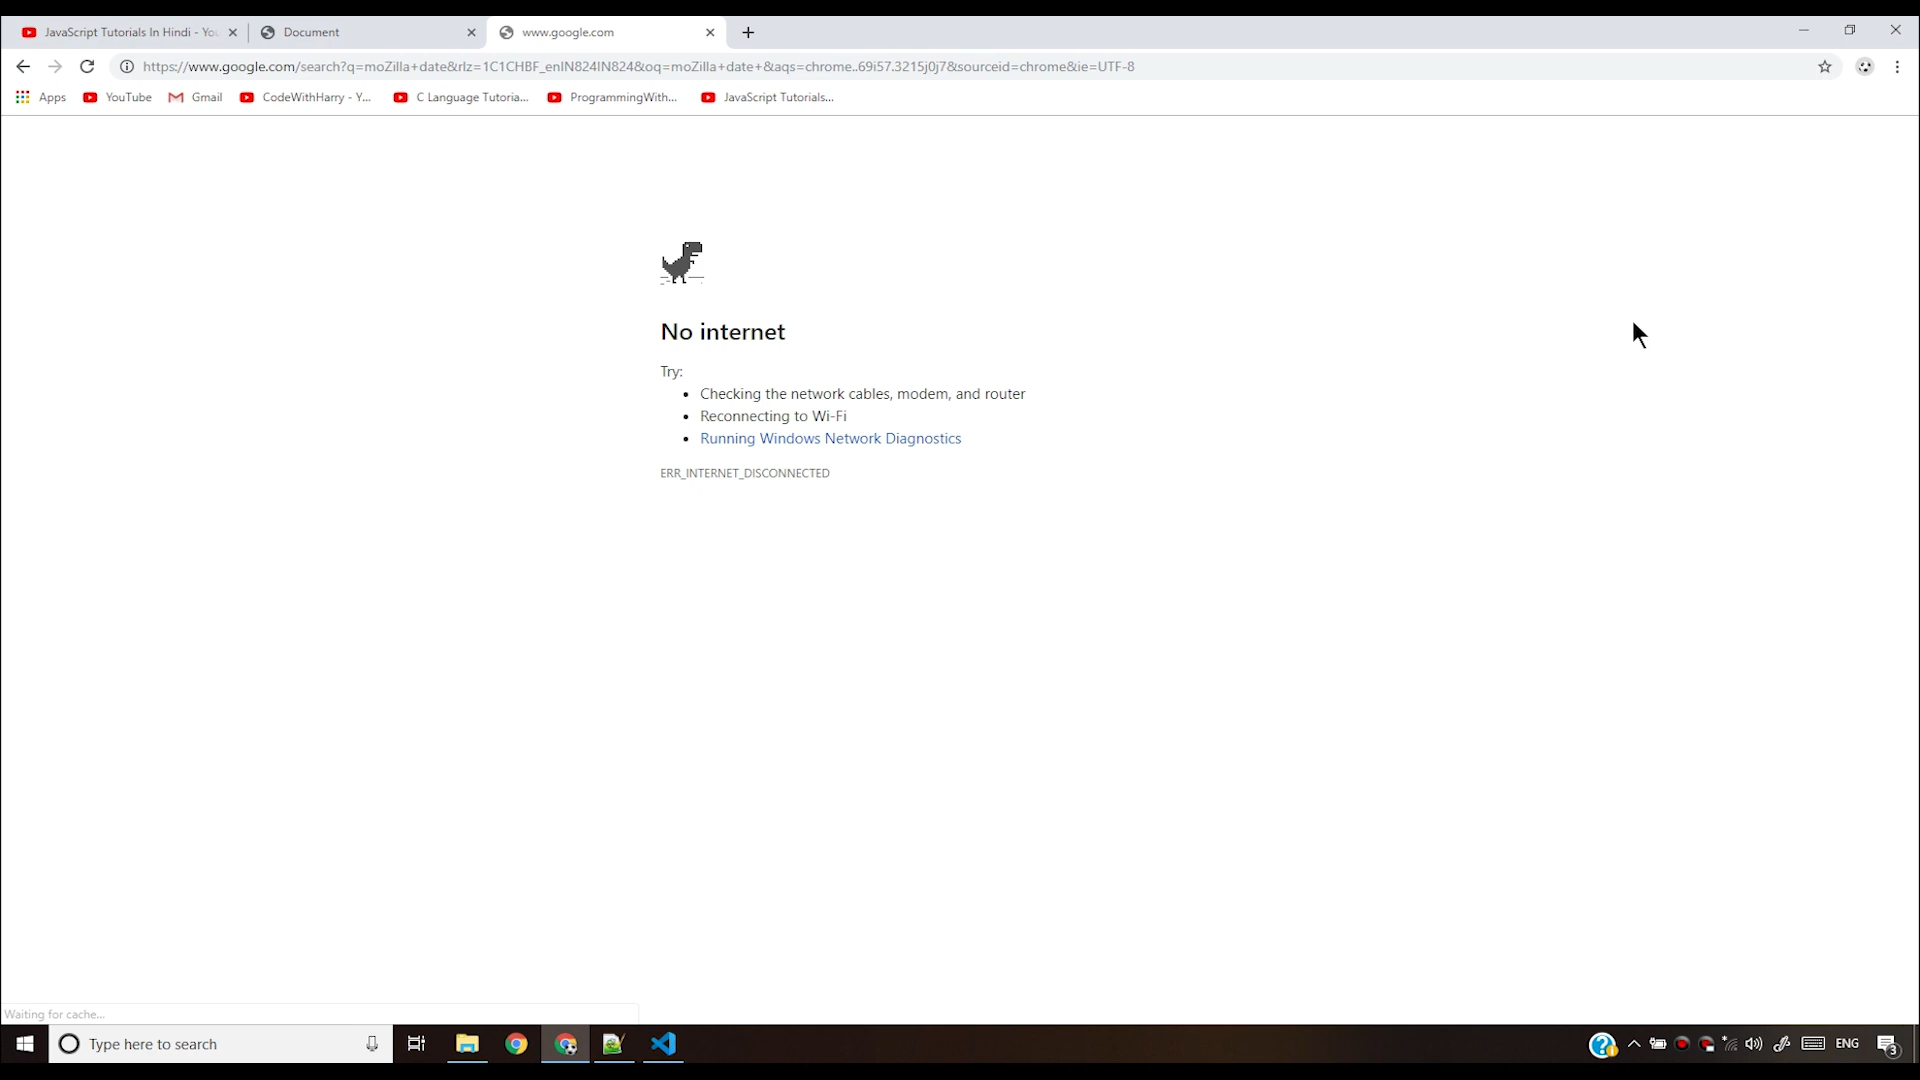 JavaScript Tutorials In Hindi - You
Document
www.google.com
https://www.google.com/search?q=moZilla+date&rlz=1C1CHBF_enIN824IN824&oq=moZilla+date+&aqs=chrome..69i57.3215j0j7&sourceid=chrome&ie=UTF-8
Apps YouTube Gmail CodeWithHarry - Y... C Language Tutoria... ProgrammingWith... JavaScript Tutorials...
No internet
Try:
• Checking the network cables, modem, and router
• Reconnecting to Wi-Fi
• Running Windows Network Diagnostics
ERR_INTERNET_DISCONNECTED
Waiting for cache...
Type here to search
ENG
3